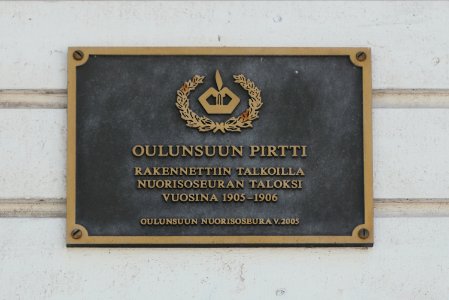 OULUNSUUN PIRTTI
RAKENNETTIIN TALKOILLA
NUORISOSEURAN TALOKSI
VUOSINA 1905–1906
OULUNSUUN NUORISOSEURA V. 2005